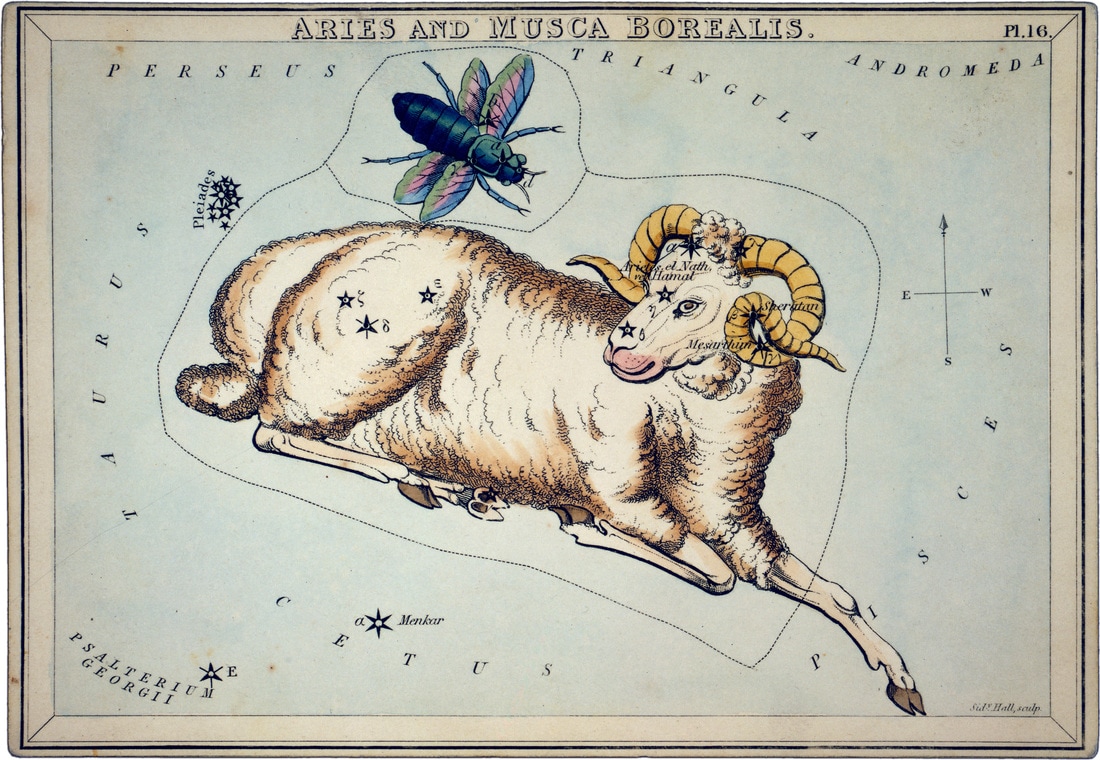 ARIES AND MUSCA BOREALIS.
Pl.16.
PERSEUS
TRIANGULA
ANDROMEDA
Pleiades
TAURUS
α
Arietis, el Nath,
vel Hamal
ζ
ε
δ
η
θ
Sheratan
Mesarthim
γ
E
W
S
PISCES
CETUS
α Menkar
PSALTERIUM
GEORGII
E
Sidy. Hall, sculp.